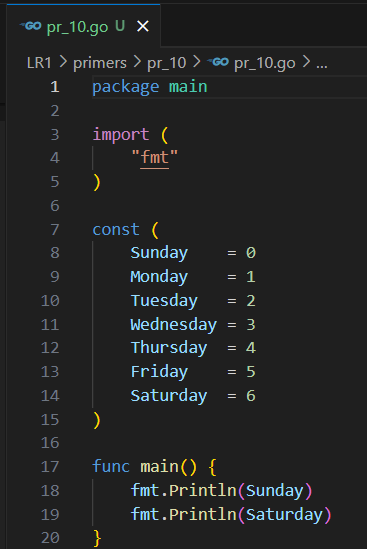 GO pr_10.go U ×
LR1 > primers > pr_10 > GO pr_10.go > ...
1 package main
2
3 import (
4     "fmt"
5 )
6
7 const (
8     Sunday    = 0
9     Monday    = 1
10     Tuesday   = 2
11     Wednesday = 3
12     Thursday  = 4
13     Friday    = 5
14     Saturday  = 6
15 )
16
17 func main() {
18     fmt.Println(Sunday)
19     fmt.Println(Saturday)
20 }